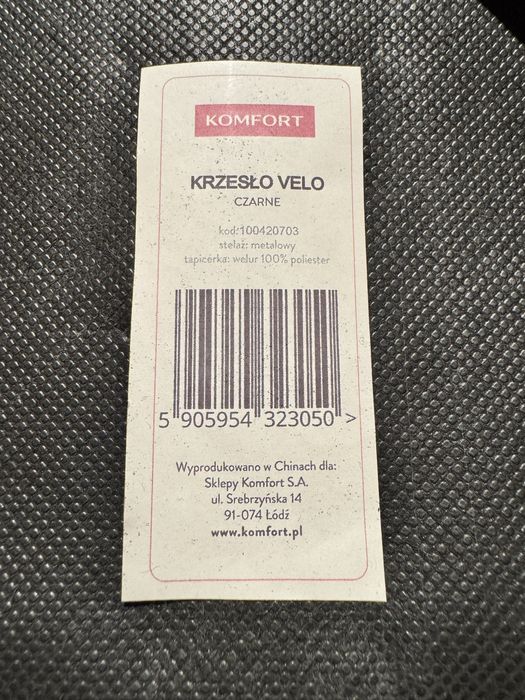 KOMFORT
KRZESŁO VELO
CZARNE
kod:100420703
stelaż: metalowy
tapicerka: welur 100% poliester
5 905954 323050 >
Wyprodukowano w Chinach dla:
Sklepy Komfort S.A.
ul. Srebrzyńska 14
91-074 Łódź
www.komfort.pl